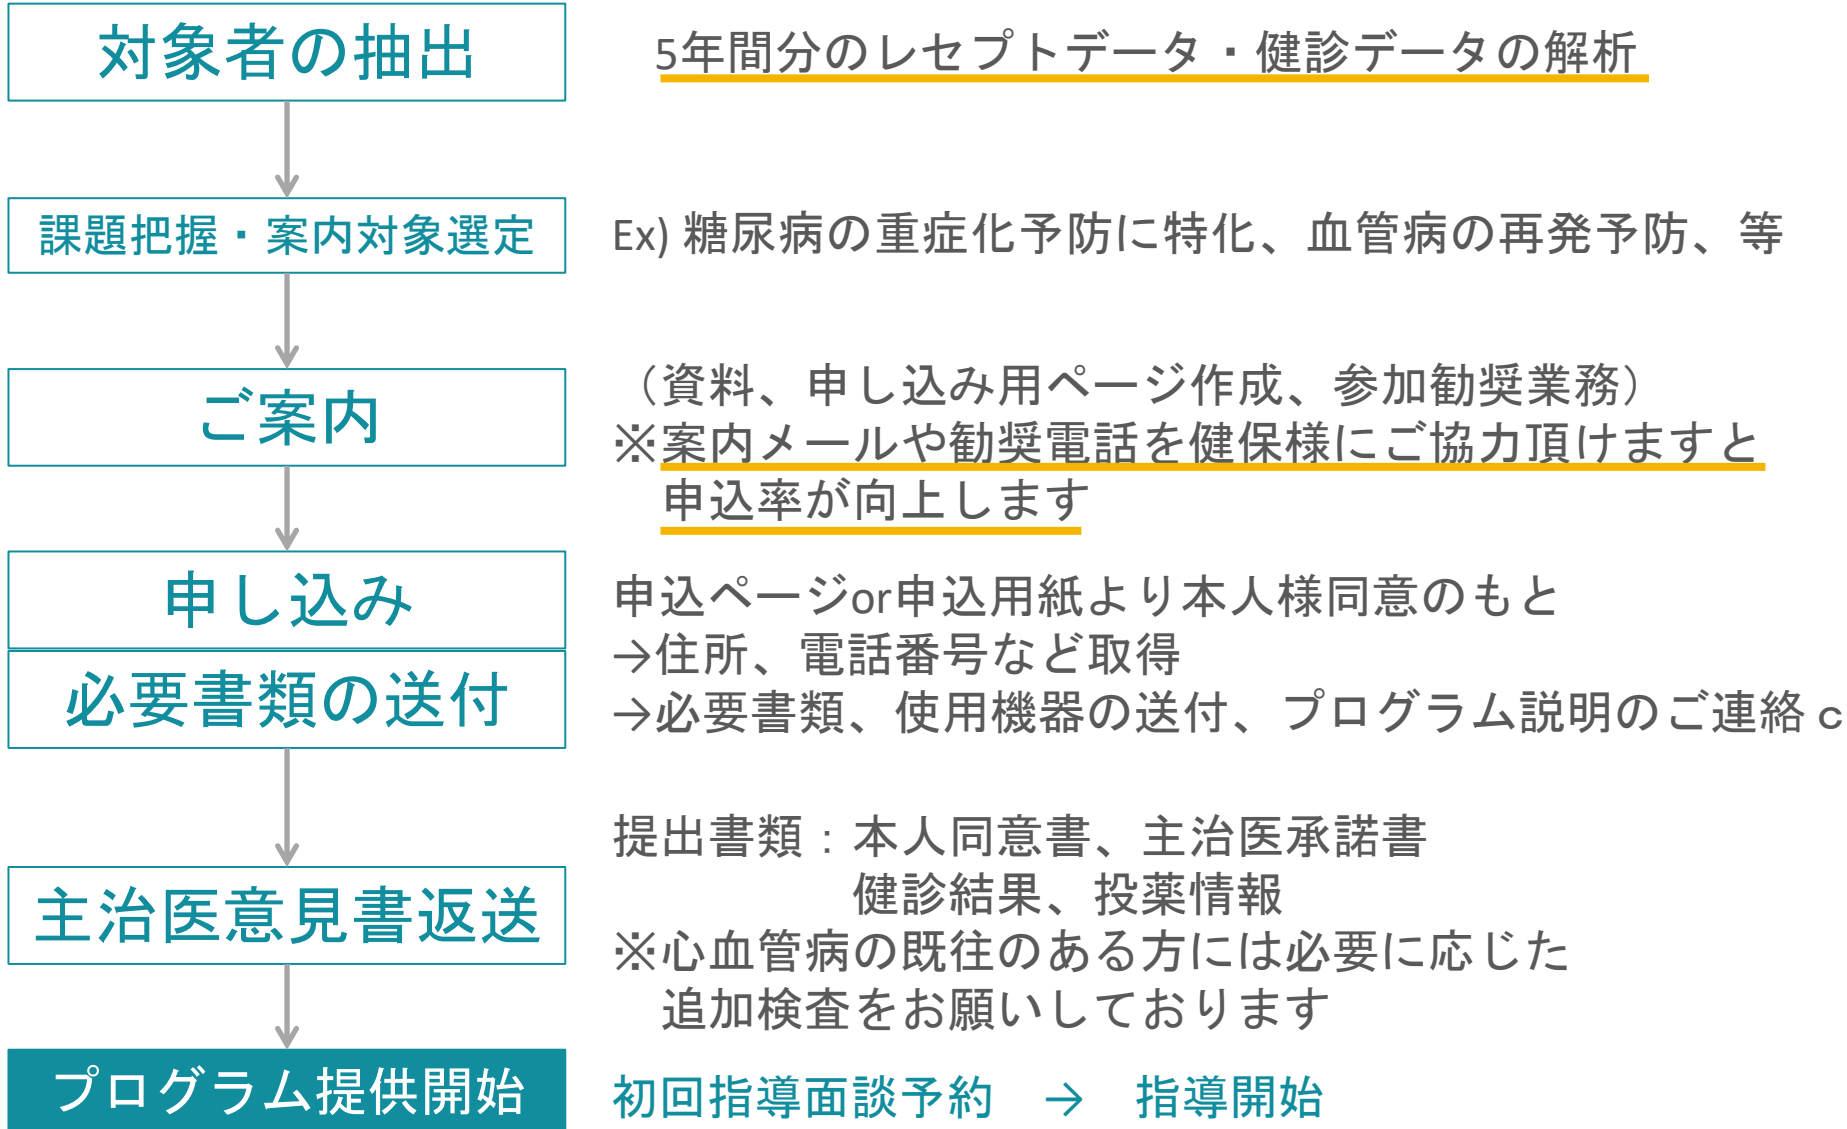 対象者の抽出
5年間分のレセプトデータ・健診データの解析
課題把握・案内対象選定
Ex) 糖尿病の重症化予防に特化、血管病の再発予防、等
ご案内
（資料、申し込み用ページ作成、参加勧奨業務）
※案内メールや勧奨電話を健保様にご協力頂けますと
申込率が向上します
申し込み
申込ページor申込用紙より本人様同意のもと
→住所、電話番号など取得
必要書類の送付
→必要書類、使用機器の送付、プログラム説明のご連絡ｃ
主治医意見書返送
提出書類：本人同意書、主治医承諾書
健診結果、投薬情報
※心血管病の既往のある方には必要に応じた
追加検査をお願いしております
プログラム提供開始
初回指導面談予約　→　指導開始